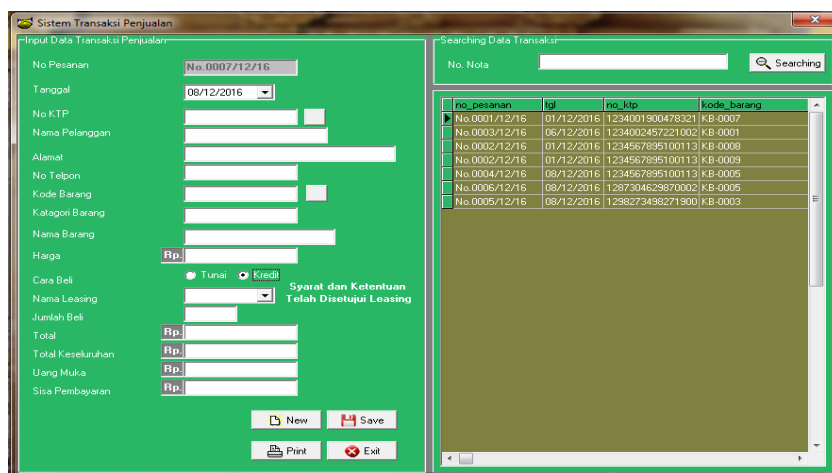 Sistem Transaksi Penjualan
Input Data Transaksi Penjualan
No Pesanan No.0007/12/16
Tanggal 08/12/2016
No KTP
Nama Pelanggan
Alamat
No Telpon
Kode Barang
Katagori Barang
Nama Barang
Harga Rp.
Cara Beli Tunai Kredit
Syarat dan Ketentuan
Nama Leasing Telah Disetujui Leasing
Jumlah Beli
Total Rp.
Total Keseluruhan Rp.
Uang Muka Rp.
Sisa Pembayaran Rp.
New Save
Print Exit
Searching Data Transaksi
No. Nota Searching
no_pesanan tgl no_ktp kode_barang
No.0001/12/16 01/12/2016 1234001900478321 KB-0007
No.0003/12/16 06/12/2016 1234002457221002 KB-0001
No.0002/12/16 01/12/2016 1234567895100113 KB-0008
No.0002/12/16 01/12/2016 1234567895100113 KB-0009
No.0004/12/16 08/12/2016 1234567895100113 KB-0005
No.0006/12/16 08/12/2016 1287304629870002 KB-0005
No.0005/12/16 08/12/2016 1298273498271900 KB-0003